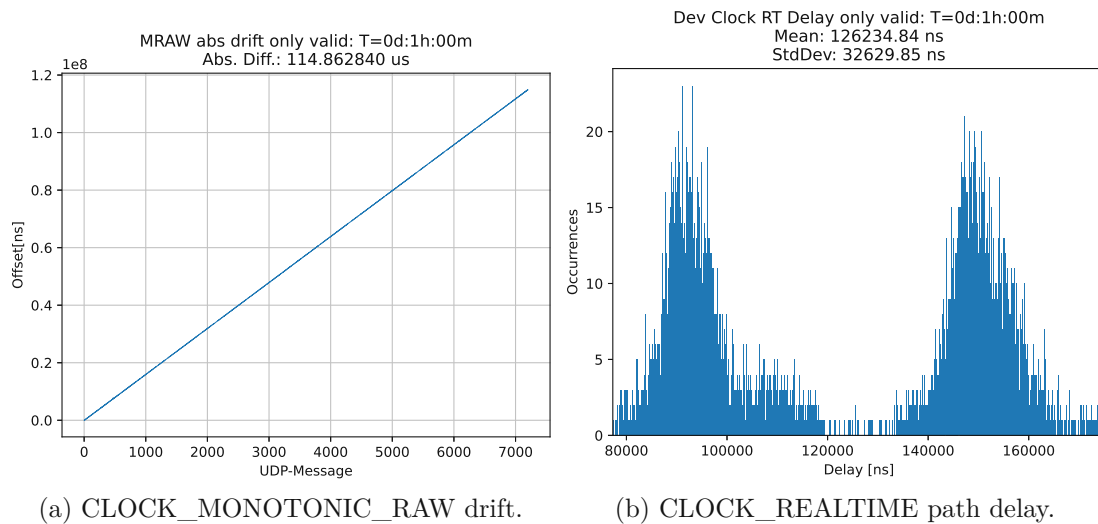 MRAW abs drift only valid: T=0d:1h:00m
Abs. Diff.: 114.862840 us
1e8
1.2
1.0
0.8
0.6
0.4
0.2
0.0
Offset[ns]
0 1000 2000 3000 4000 5000 6000 7000
UDP-Message
(a) CLOCK_MONOTONIC_RAW drift.
Dev Clock RT Delay only valid: T=0d:1h:00m
Mean: 126234.84 ns
StdDev: 32629.85 ns
20
15
10
5
0
Occurrences
80000 100000 120000 140000 160000
Delay [ns]
(b) CLOCK_REALTIME path delay.